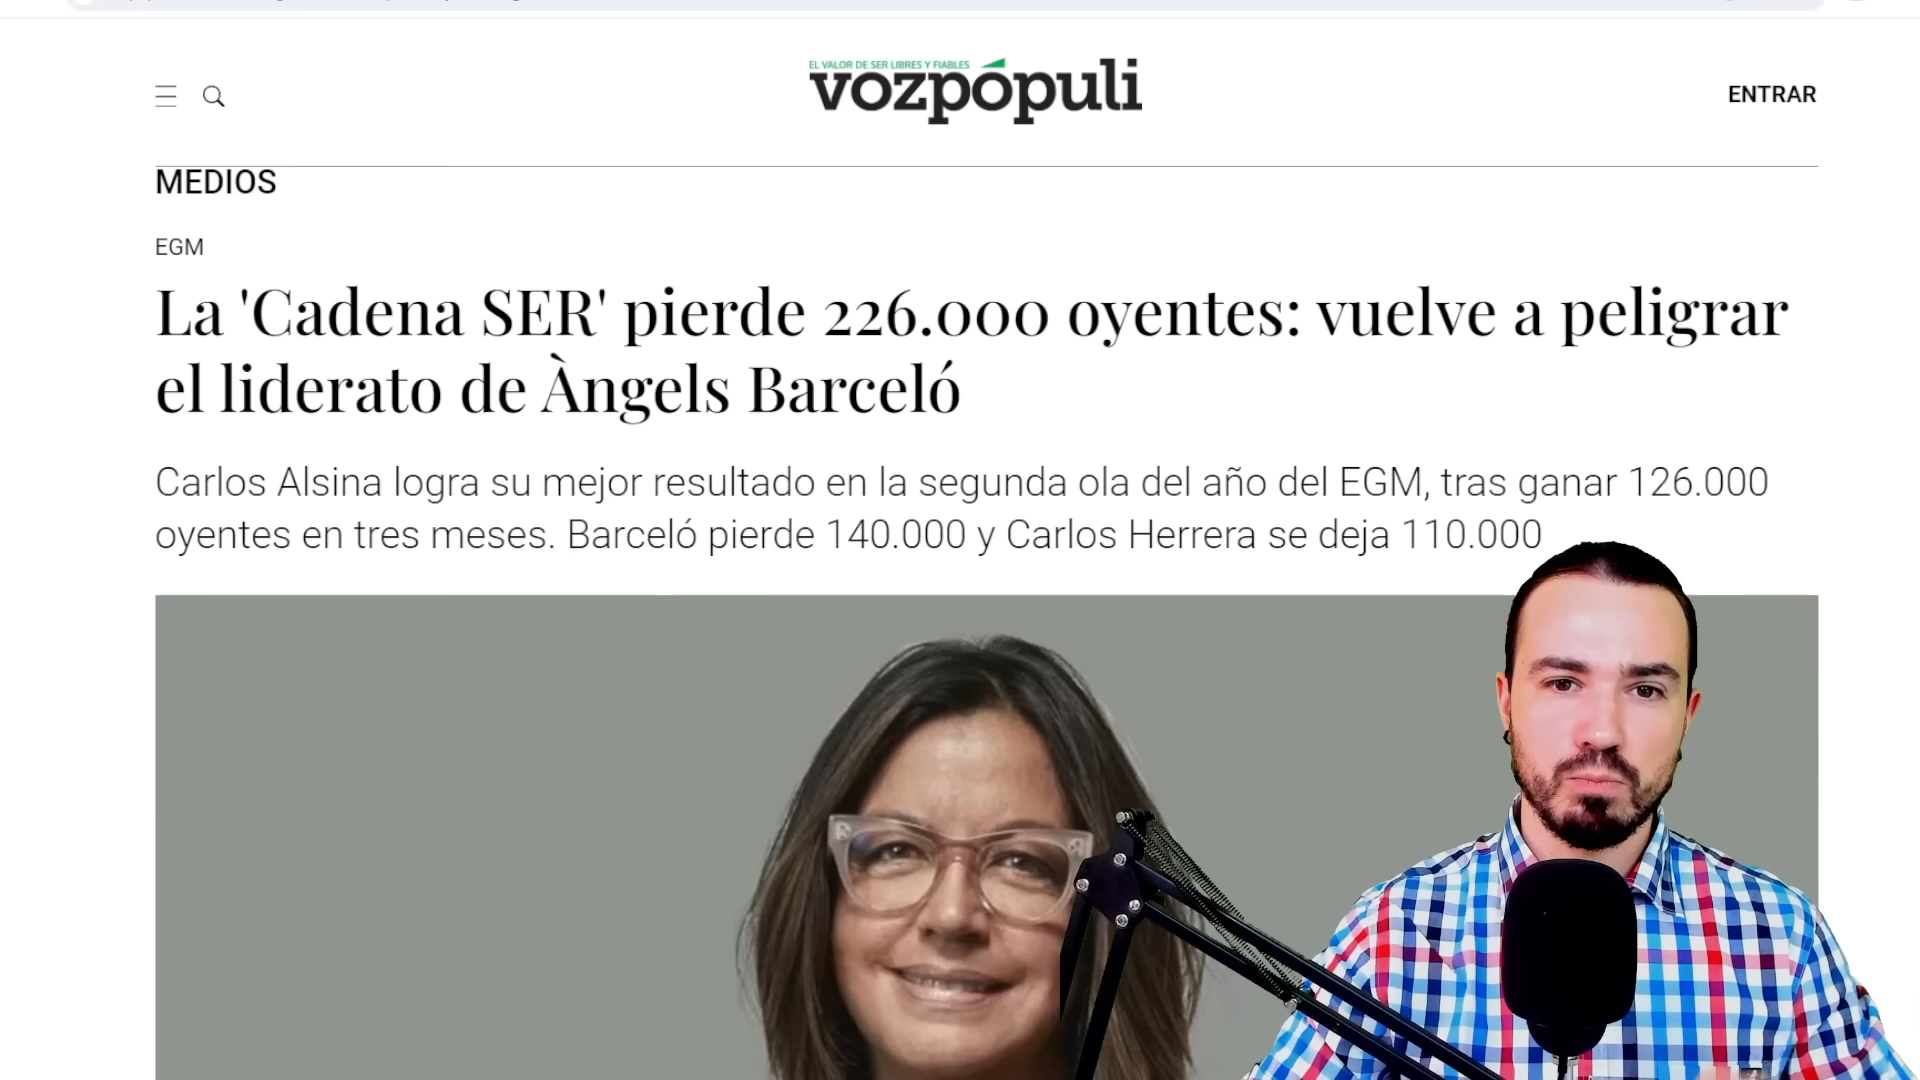 EL VALOR DE SER LIBRES Y FIABLES
vozpópuli
ENTRAR
MEDIOS
EGM
La 'Cadena SER' pierde 226.000 oyentes: vuelve a peligrar
el liderato de Àngels Barceló
Carlos Alsina logra su mejor resultado en la segunda ola del año del EGM, tras ganar 126.000
oyentes en tres meses. Barceló pierde 140.000 y Carlos Herrera se deja 110.000